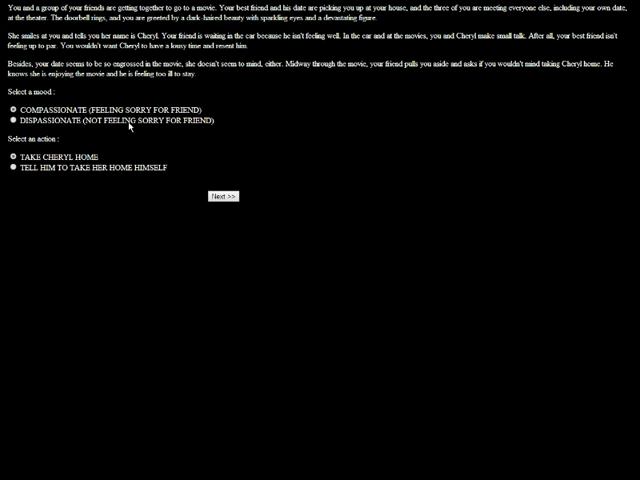 You and a group of your friends are getting together to go to a movie. Your best friend and his date are picking you up at your house, and the three of you are meeting everyone else, including your own date,
at the theater. The doorbell rings, and you are greeted by a dark-haired beauty with sparkling eyes and a devastating figure.
She smiles at you and tells you her name is Cheryl. Your friend is waiting in the car because he isn't feeling well. In the car and at the movies, you and Cheryl make small talk. After all, your best friend isn't
feeling up to par. You wouldn't want Cheryl to have a lousy time and resent him.
Besides, your date seems to be so engrossed in the movie, she doesn't seem to mind, either. Midway through the movie, your friend pulls you aside and asks if you wouldn't mind taking Cheryl home. He
knows she is enjoying the movie and he is feeling too ill to stay.
Select a mood :
COMPASSIONATE (FEELING SORRY FOR FRIEND)
DISPASSIONATE (NOT FEELING SORRY FOR FRIEND)
Select an action :
TAKE CHERYL HOME
TELL HIM TO TAKE HER HOME HIMSELF
Next >>